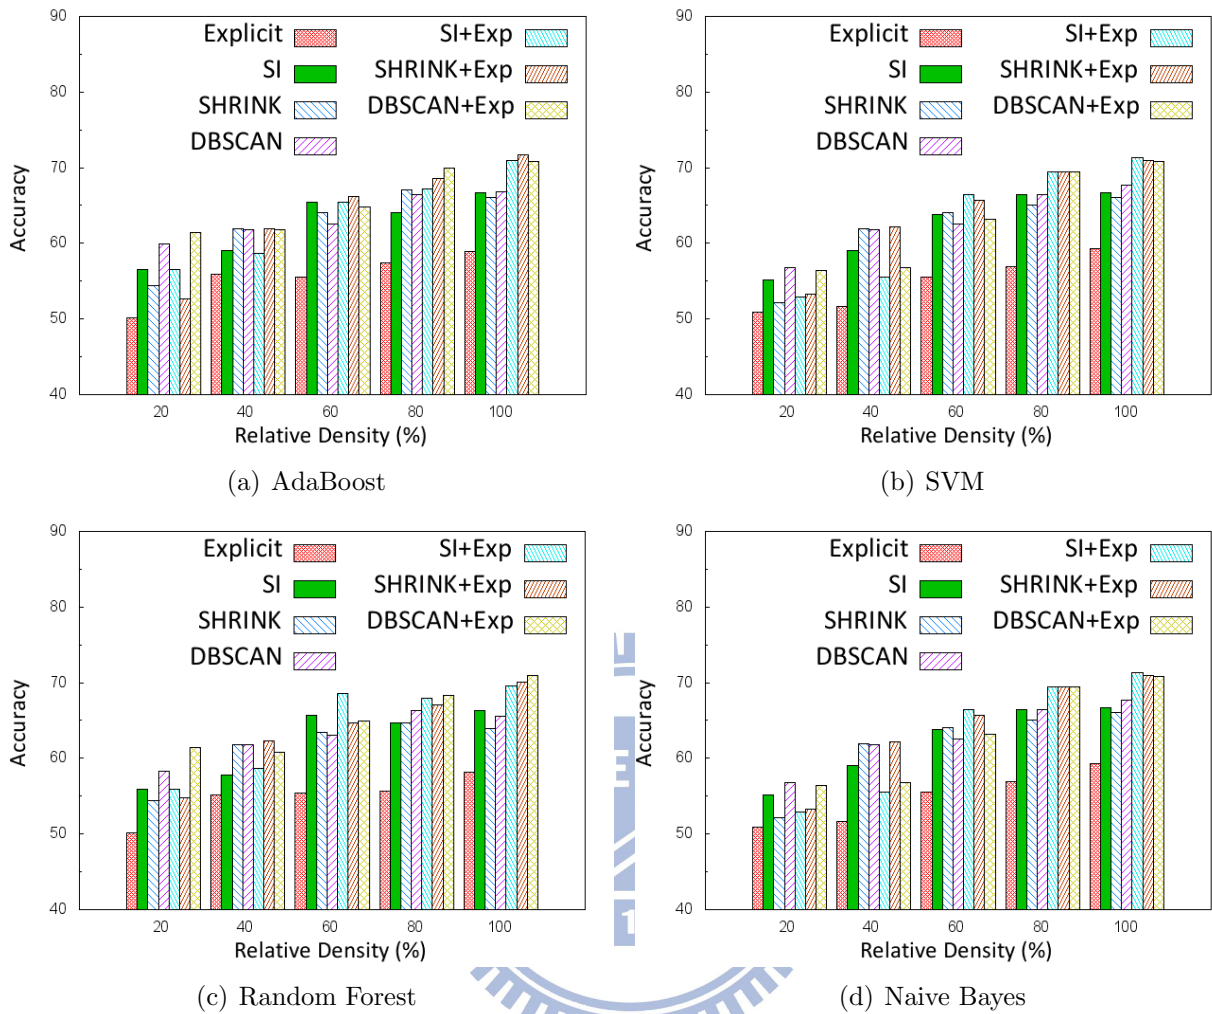 90
80
70
60
50
40
Accuracy
Explicit
SI
SHRINK
DBSCAN
SI+Exp
SHRINK+Exp
DBSCAN+Exp
20 40 60 80 100
Relative Density (%)
(a) AdaBoost
90
80
70
60
50
40
Accuracy
Explicit
SI
SHRINK
DBSCAN
SI+Exp
SHRINK+Exp
DBSCAN+Exp
20 40 60 80 100
Relative Density (%)
(b) SVM
90
80
70
60
50
40
Accuracy
Explicit
SI
SHRINK
DBSCAN
SI+Exp
SHRINK+Exp
DBSCAN+Exp
20 40 60 80 100
Relative Density (%)
(c) Random Forest
90
80
70
60
50
40
Accuracy
Explicit
SI
SHRINK
DBSCAN
SI+Exp
SHRINK+Exp
DBSCAN+Exp
20 40 60 80 100
Relative Density (%)
(d) Naive Bayes